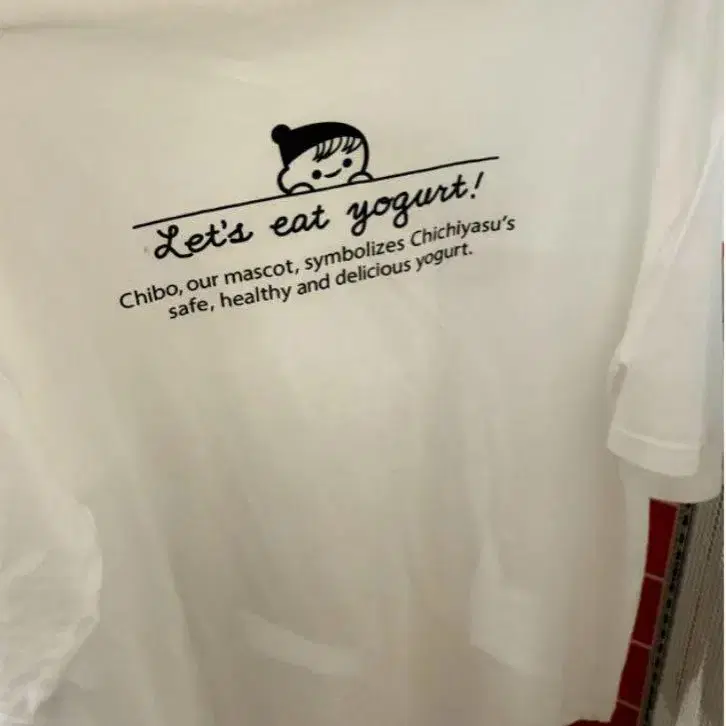 Let's eat yogurt!
Chibo, our mascot, symbolizes Chichiyasu's
safe, healthy and delicious yogurt.